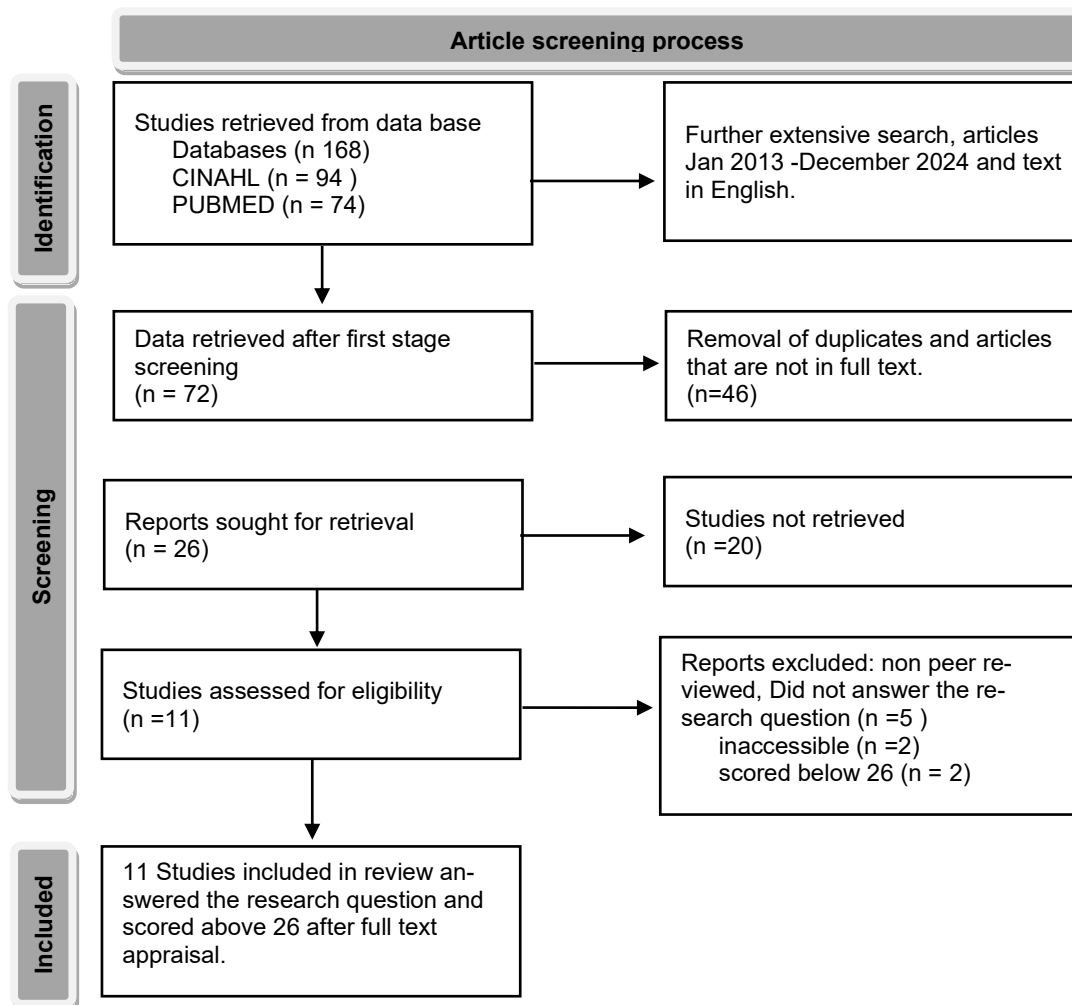 Article screening process
Identification
Studies retrieved from data base
Databases (n 168)
CINAHL (n = 94 )
PUBMED (n = 74)
Further extensive search, articles
Jan 2013 -December 2024 and text
in English.
Screening
Data retrieved after first stage
screening
(n = 72)
Removal of duplicates and articles
that are not in full text.
(n=46)
Reports sought for retrieval
(n = 26)
Studies not retrieved
(n =20)
Studies assessed for eligibility
(n =11)
Reports excluded: non peer re-
viewed, Did not answer the re-
search question (n =5 )
inaccessible (n =2)
scored below 26 (n = 2)
Included
11 Studies included in review an-
swered the research question and
scored above 26 after full text
appraisal.